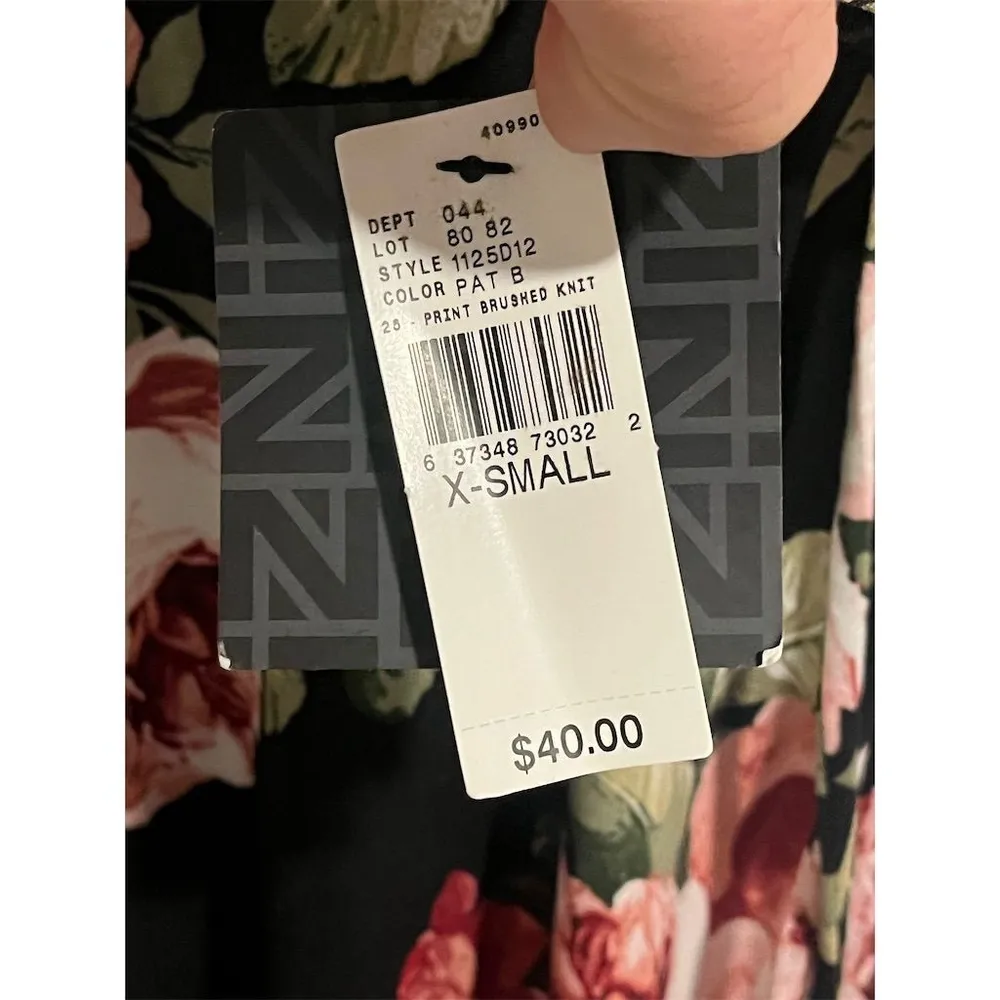 40990
DEPT 044
LOT 80 82
STYLE 1125D12
COLOR PAT B
26 - PRINT BRUSHED KNIT
6 37348 73032 2
X-SMALL
$40.00